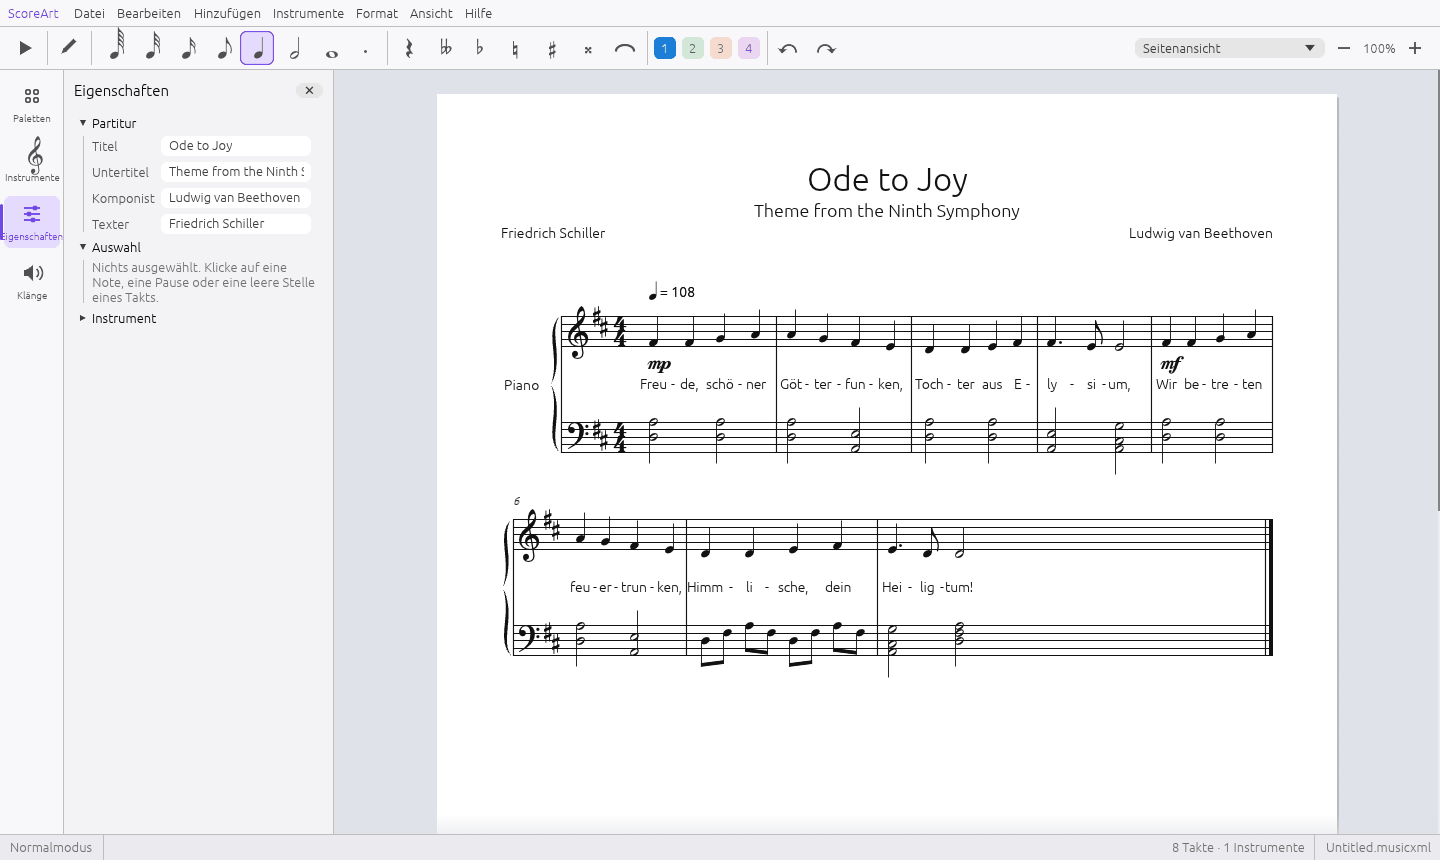 ScoreArt Datei Bearbeiten Hinzufügen Instrumente Format Ansicht Hilfe
1 2 3 4 Seitenansicht 100%
Paletten
Instrumente
Eigenschaften
Klänge
Eigenschaften
Partitur
Titel Ode to Joy
Untertitel Theme from the Ninth S
Komponist Ludwig van Beethoven
Texter Friedrich Schiller
Auswahl
Nichts ausgewählt. Klicke auf eine
Note, eine Pause oder eine leere Stelle
eines Takts.
Instrument
Ode to Joy
Theme from the Ninth Symphony
Friedrich Schiller Ludwig van Beethoven
= 108
4 4
mp mf
Piano
Freu - de, schö - ner Göt - ter - fun - ken, Toch - ter aus E - ly - si - um, Wir be - tre - ten
4 4
6
feu - er - trun - ken, Himm - li - sche, dein Hei - lig - tum!
Normalmodus 8 Takte · 1 Instrumente Untitled.musicxml